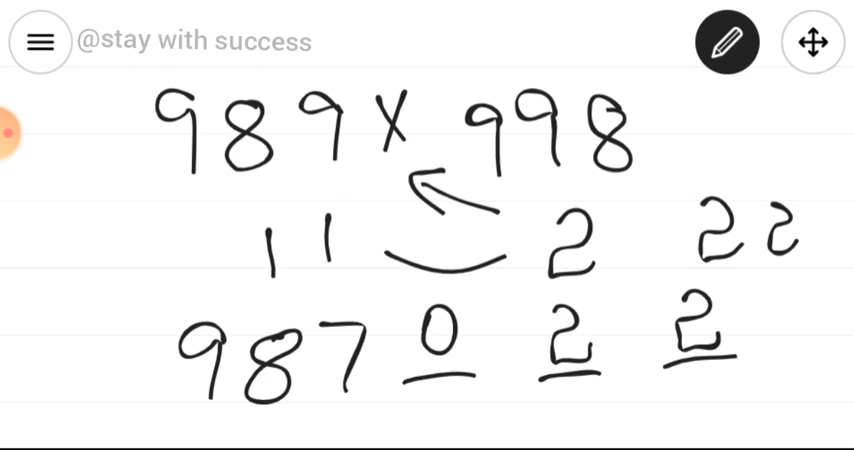 @stay with success
989 x 998
11 2 22
987 0 2 2